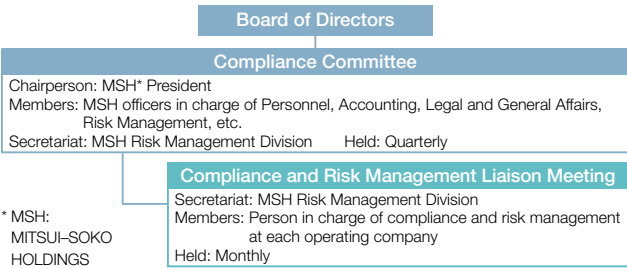 Board of Directors
Compliance Committee
Chairperson: MSH* President
Members: MSH officers in charge of Personnel, Accounting, Legal and General Affairs,
Risk Management, etc.
Secretariat: MSH Risk Management Division Held: Quarterly
Compliance and Risk Management Liaison Meeting
Secretariat: MSH Risk Management Division
Members: Person in charge of compliance and risk management
at each operating company
Held: Monthly
* MSH:
MITSUI–SOKO
HOLDINGS